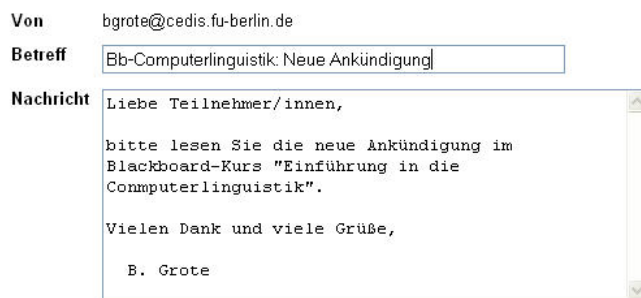 Von bgrote@cedis.fu-berlin.de
Betreff Bb-Computerlinguistik: Neue Ankündigung
Nachricht Liebe Teilnehmer/innen,
bitte lesen Sie die neue Ankündigung im
Blackboard-Kurs "Einführung in die
Conmputerlinguistik".
Vielen Dank und viele Grüße,
B. Grote